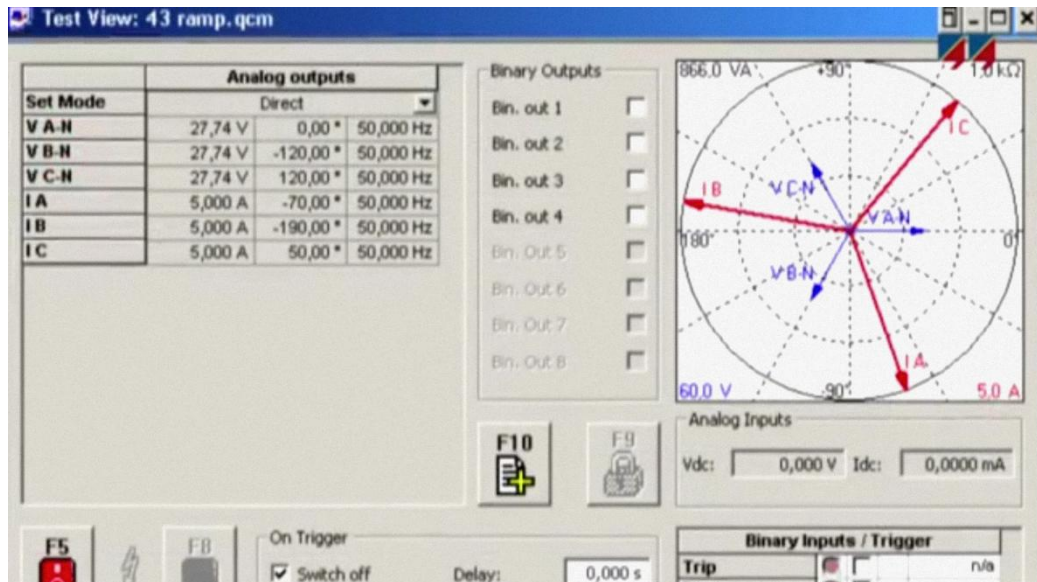 Test View: 43 ramp.qcm
Analog outputs
Set Mode Direct
V A-N 27,74 V 0,00 ° 50,000 Hz
V B-N 27,74 V -120,00 ° 50,000 Hz
V C-N 27,74 V 120,00 ° 50,000 Hz
I A 5,000 A -70,00 ° 50,000 Hz
I B 5,000 A -190,00 ° 50,000 Hz
I C 5,000 A 50,00 ° 50,000 Hz
Binary Outputs
Bin. out 1
Bin. out 2
Bin. out 3
Bin. out 4
Bin. Out 5
Bin. Out 6
Bin. Out 7
Bin. Out 8
866.0 VA +90° 1,0 kΩ
I C
I B V C-N
V A-N
180° 0°
V B-N
I A
60,0 V -90° 5.0 A
F10 F9
Analog Inputs
Vdc: 0,000 V Idc: 0,0000 mA
F5 F8
On Trigger
Switch off Delay: 0,000 s
Binary Inputs / Trigger
Trip n/a